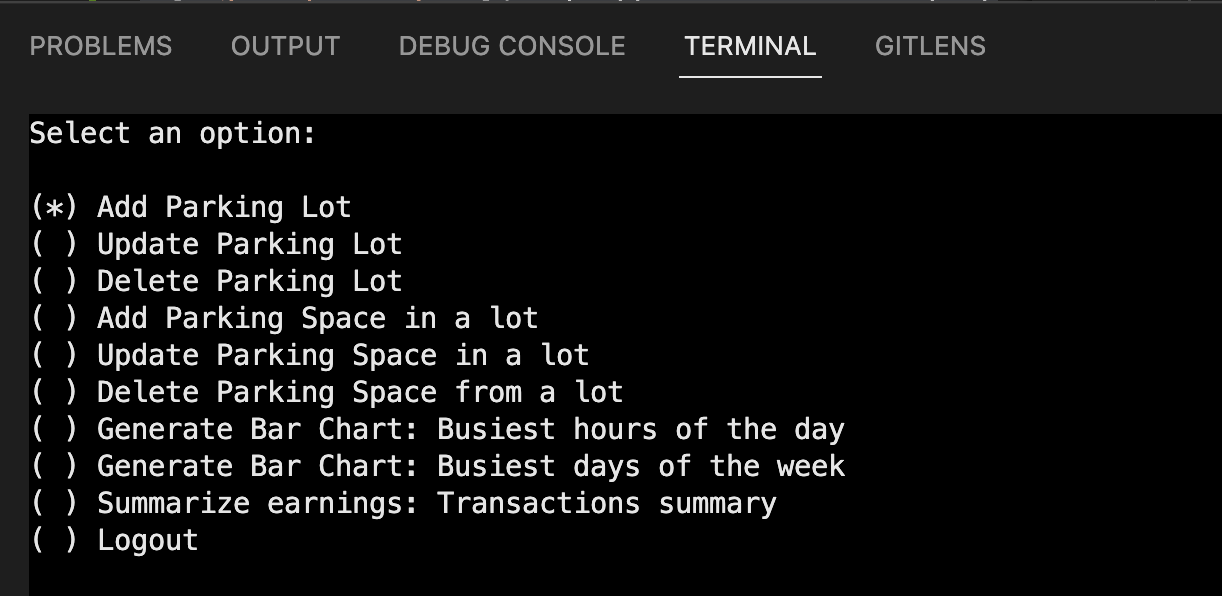 PROBLEMS OUTPUT DEBUG CONSOLE TERMINAL GITLENS
Select an option:
(*) Add Parking Lot
( ) Update Parking Lot
( ) Delete Parking Lot
( ) Add Parking Space in a lot
( ) Update Parking Space in a lot
( ) Delete Parking Space from a lot
( ) Generate Bar Chart: Busiest hours of the day
( ) Generate Bar Chart: Busiest days of the week
( ) Summarize earnings: Transactions summary
( ) Logout